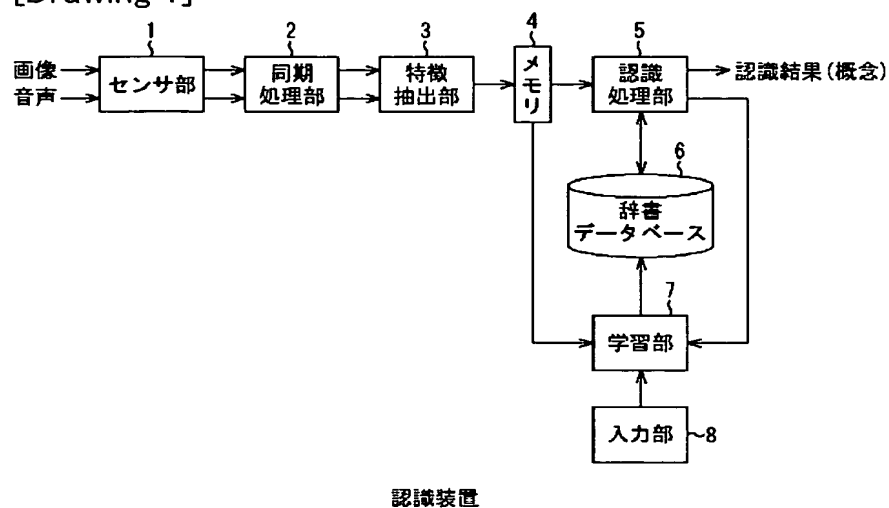 [Drawing 1]
1
2
3
4
5
画像
音声
センサ部
同期
処理部
特徴
抽出部
メモリ
認識
処理部
認識結果(概念)
6
辞書
データベース
7
学習部
入力部
8
認識装置